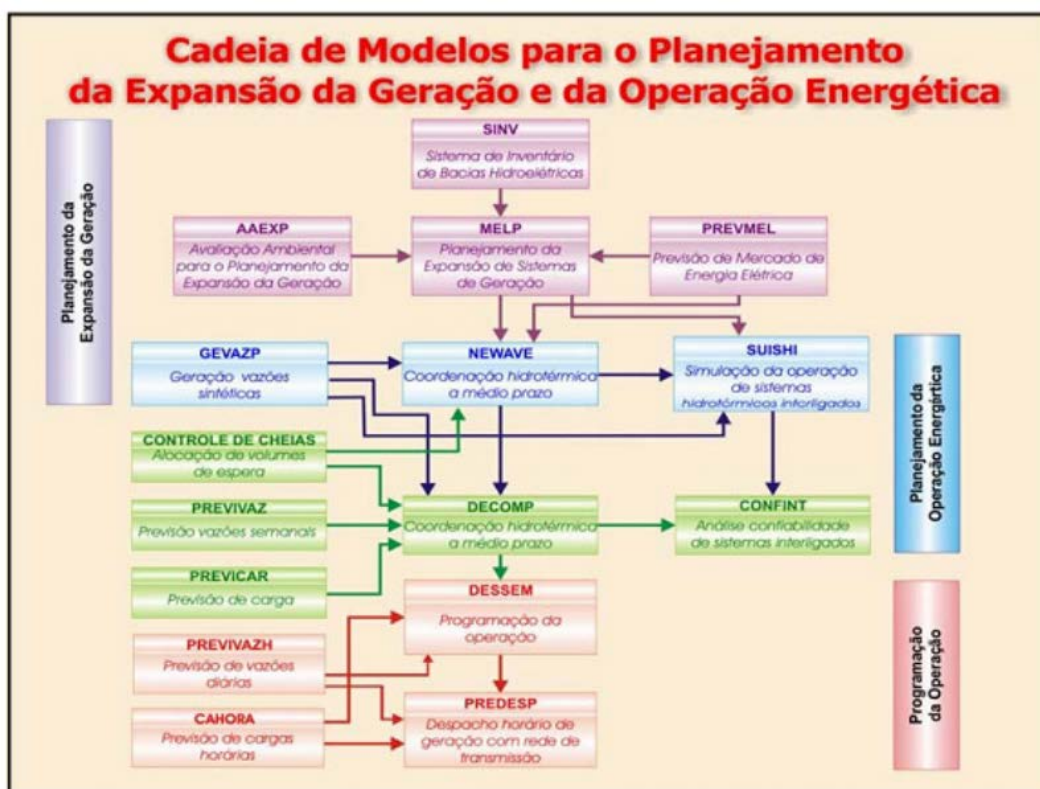 Cadeia de Modelos para o Planejamento
da Expansão da Geração e da Operação Energética
Planejamento da
Expansão da Geração
SINV
Sistema de Inventário
de Bacias Hidroelétricas
AAEXP
Avaliação Ambiental
para o Planejamento da
Expansão da Geração
MELP
Planejamento da
Expansão de Sistemas
de Geração
PREVMEL
Previsão de Mercado de
Energia Elétrica
GEVAZP
Geração vazões
sintéticas
NEWAVE
Coordenação hidrotérmica
a médio prazo
SUISHI
Simulação da operação
de sistemas
hidrotérmicos interligados
Planejamento da
Operação Energártica
CONTROLE DE CHEIAS
Alocação de volumes
de espera
PREVIVAZ
Previsão vazões semanais
DECOMP
Coordenação hidrotérmica
a médio prazo
CONFINT
Análise confiabilidade
de sistemas interligados
PREVICAR
Previsão de carga
DESSEM
Programação da
operação
PREVIVAZH
Previsão de vazões
diárias
CAHORA
Previsão de cargas
horárias
PREDESP
Despacho horário de
geração com rede de
transmissão
Programação
da Operação